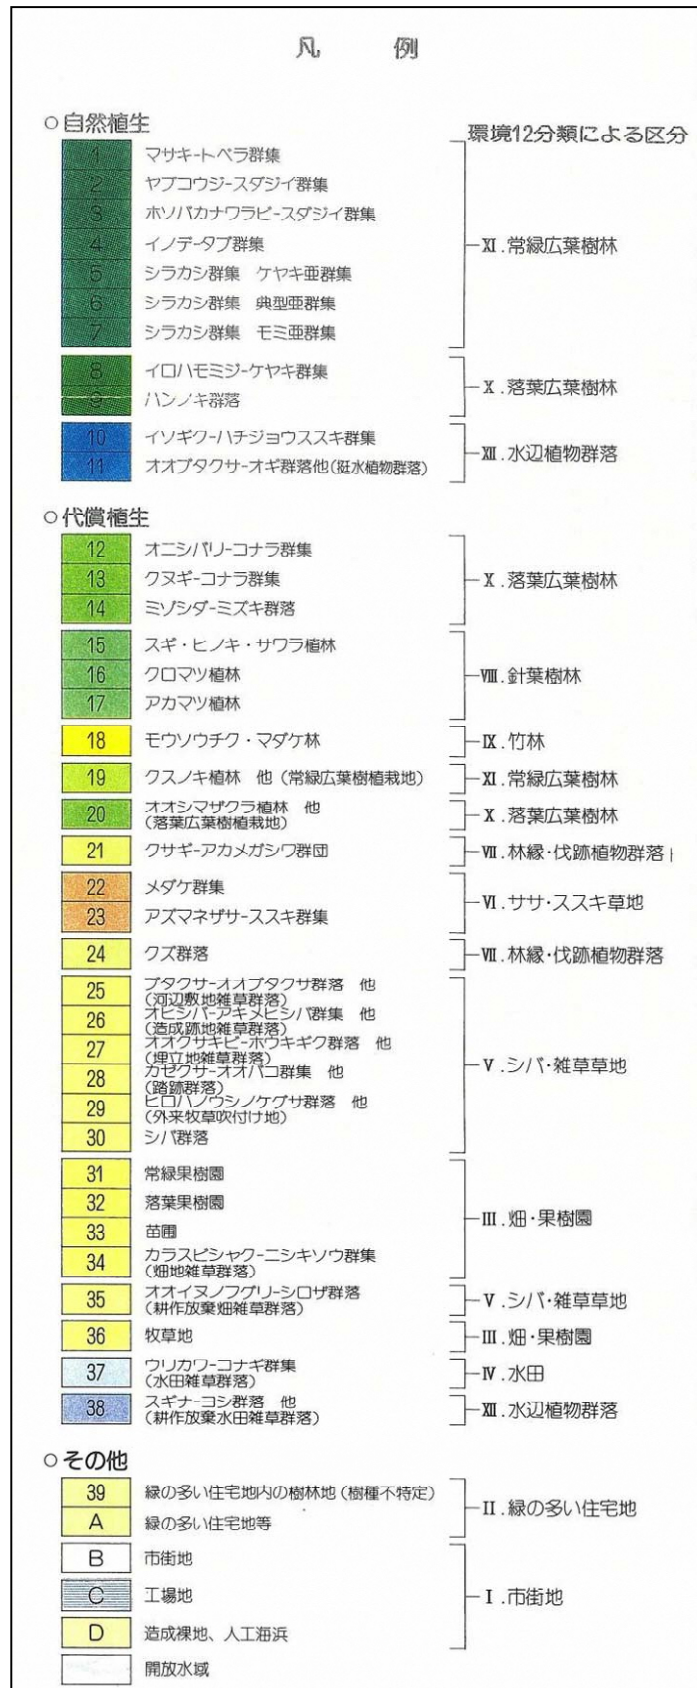 凡 例
○自然植生
環境12分類による区分
1 マサキートベラ群集
2 ヤブコウジースダジイ群集
3 ホソバカナワラビースダジイ群集
4 イノデータブ群集
5 シラカシ群集 ケヤキ亜群集
6 シラカシ群集 典型亜群集
7 シラカシ群集 モミ亜群集
XI.常緑広葉樹林
8 イロハモミジーケヤキ群集
9 ハンノキ群落
X.落葉広葉樹林
10 イソギクーハチジョウススキ群集
11 オオブタクサーオギ群落他(挺水植物群落)
XII.水辺植物群落
○代償植生
12 オニシバリーコナラ群集
13 クヌギーコナラ群集
14 ミゾシダーミズキ群落
X.落葉広葉樹林
15 スギ・ヒノキ・サワラ植林
16 クロマツ植林
17 アカマツ植林
VIII.針葉樹林
18 モウソウチク・マダケ林
IX.竹林
19 クスノキ植林 他(常緑広葉樹植栽地)
XI.常緑広葉樹林
20 オオシマザクラ植林 他
(落葉広葉樹植栽地)
X.落葉広葉樹林
21 クサギーアカメガシワ群団
VII.林縁・伐跡植物群落
22 メダケ群集
23 アズマネザサーススキ群集
VI.ササ・ススキ草地
24 クズ群落
VII.林縁・伐跡植物群落
25 ブタクサーオオブタクサ群落 他
(河辺敷地雑草群落)
26 オヒシバーアキメヒシバ群集 他
(造成跡地雑草群落)
27 オオクサキビーホウキギク群落 他
(埋立地雑草群落)
28 カゼクサーオオバコ群集 他
(踏跡群落)
29 ヒロハノウシノケグサ群落 他
(外来牧草吹付け地)
30 シバ群落
V.シバ・雑草草地
31 常緑果樹園
32 落葉果樹園
33 苗圃
34 カラスビシャクーニシキソウ群集
(畑地雑草群落)
III.畑・果樹園
35 オオイヌノフグリーシロザ群落
(耕作放棄畑雑草群落)
V.シバ・雑草草地
36 牧草地
III.畑・果樹園
37 ウリカワーコナギ群集
(水田雑草群落)
IV.水田
38 スギナーヨシ群落 他
(耕作放棄水田雑草群落)
XII.水辺植物群落
○その他
39 緑の多い住宅地内の樹林地(樹種不特定)
A 緑の多い住宅地等
II.緑の多い住宅地
B 市街地
C 工場地
D 造成裸地、人工海浜
I.市街地
開放水域